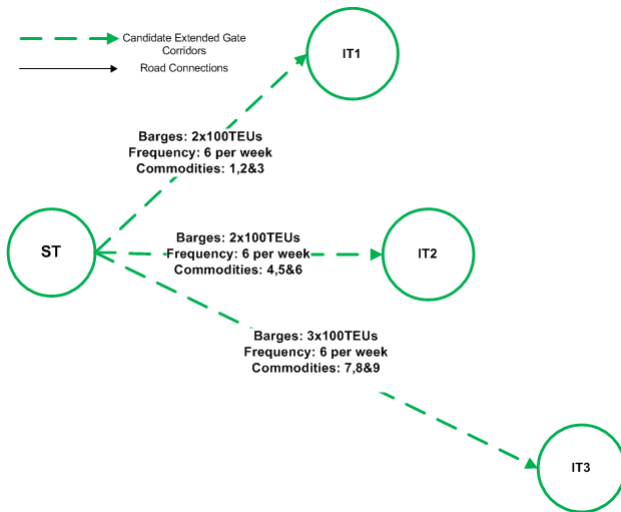 Candidate Extended Gate
Corridors
Road Connections
IT1
Barges: 2x100TEUs
Frequency: 6 per week
Commodities: 1,2&3
ST
Barges: 2x100TEUs
Frequency: 6 per week
Commodities: 4,5&6
IT2
Barges: 3x100TEUs
Frequency: 6 per week
Commodities: 7,8&9
IT3